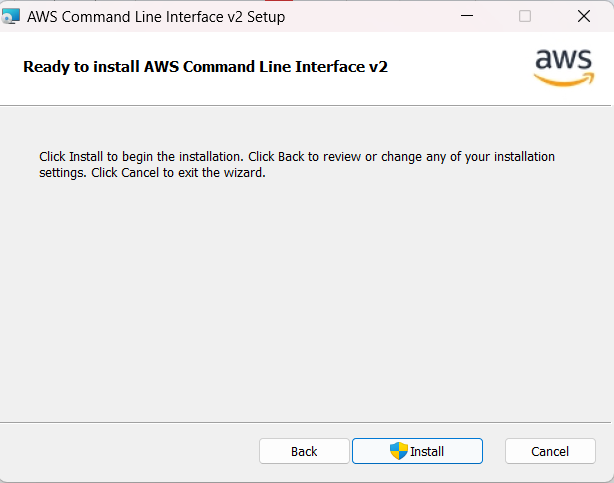 AWS Command Line Interface v2 Setup
Ready to install AWS Command Line Interface v2
aws
Click Install to begin the installation. Click Back to review or change any of your installation
settings. Click Cancel to exit the wizard.
Back
Install
Cancel